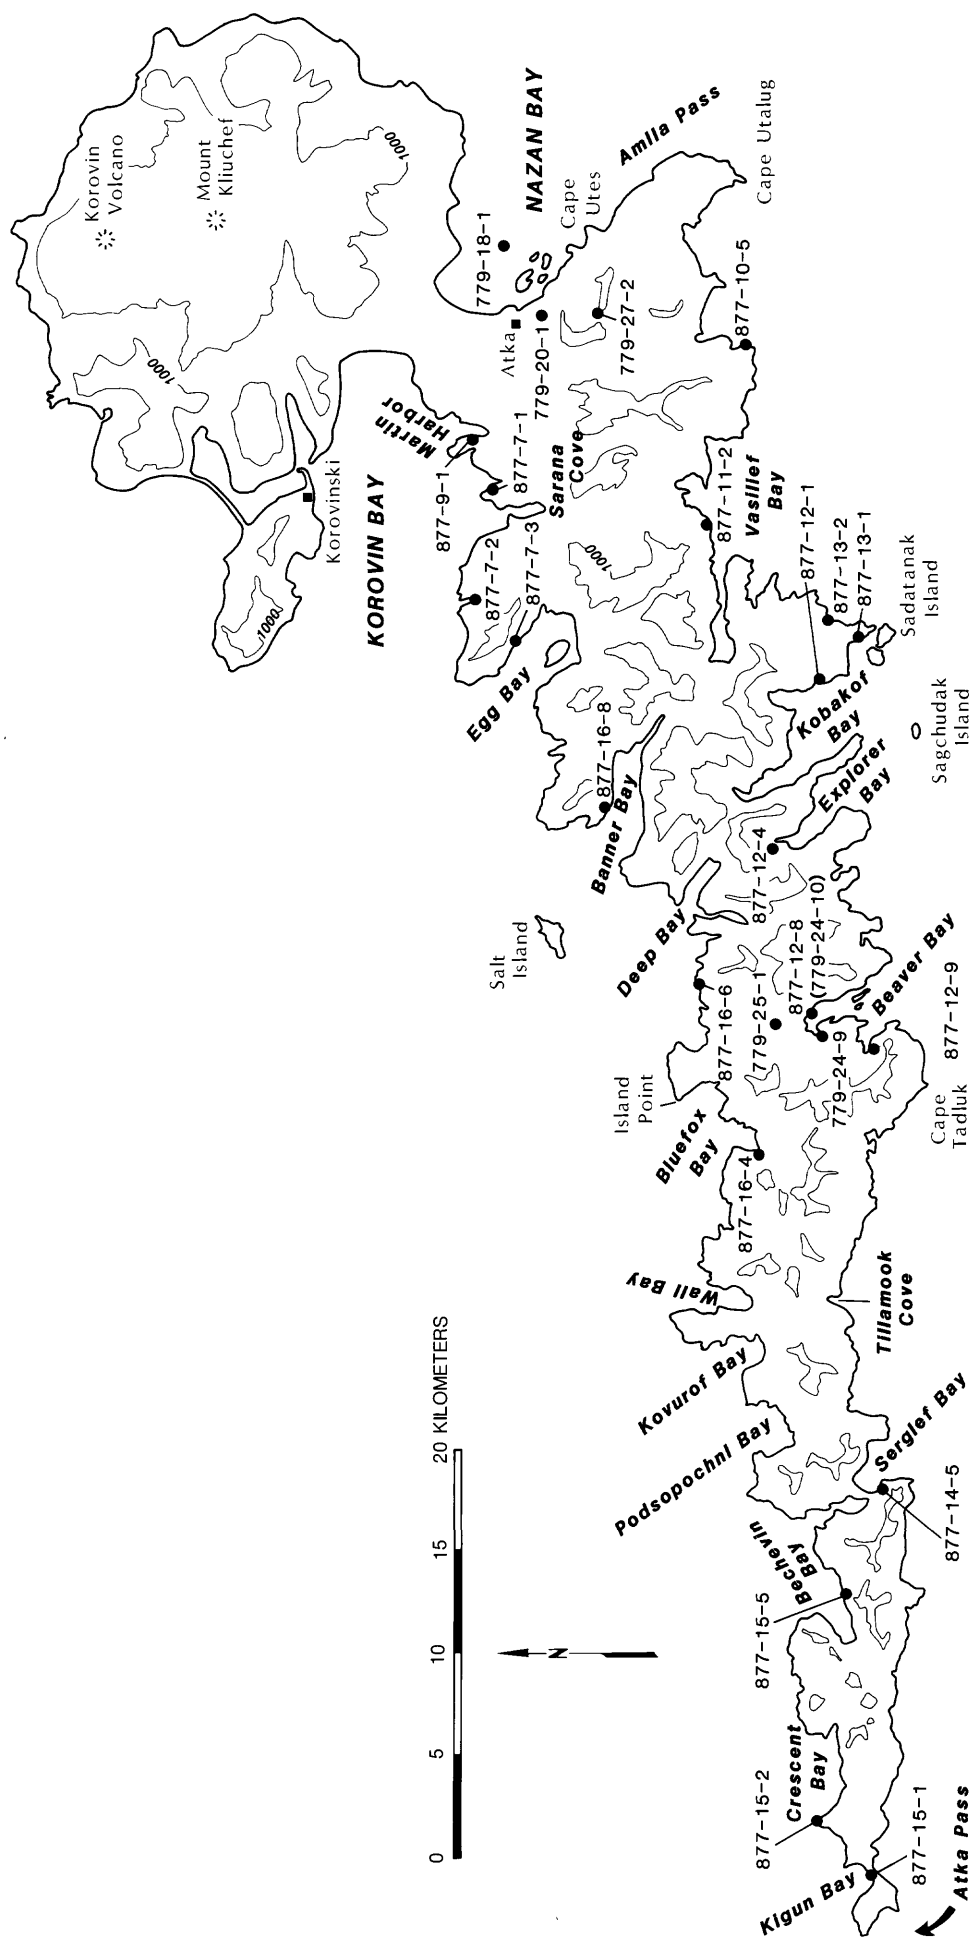 Korovin
Volcano
Mount
Kliuchef
1000
1000
1000
1000
Korovinski
KOROVIN BAY
Martin
Harbor
877-9-1
877-7-1
Sarana
Cove
877-7-2
877-7-3
Egg Bay
Atka
779-18-1
779-20-1
779-27-2
NAZAN BAY
Cape
Utes
Amlia Pass
Cape Utalug
877-10-5
877-11-2
Vasilief
Bay
877-12-1
877-13-2
877-13-1
Sadatanak
Island
Sagchudak
Island
Kobakof
Bay
Explorer
Bay
877-16-8
Banner Bay
877-12-4
Deep Bay
Salt
Island
877-16-6
779-25-1
877-12-8
(779-24-10)
779-24-9
Beaver Bay
877-12-9
Cape
Tadluk
Island
Point
Bluefox
Bay
877-16-4
Wall Bay
Tillamook
Cove
Kovurof Bay
Podsopochni Bay
Sergief Bay
877-14-5
Bechevin
Bay
877-15-5
Crescent
Bay
877-15-2
877-15-1
Kigun Bay
Atka Pass
0 5 10 15 20 KILOMETERS
N